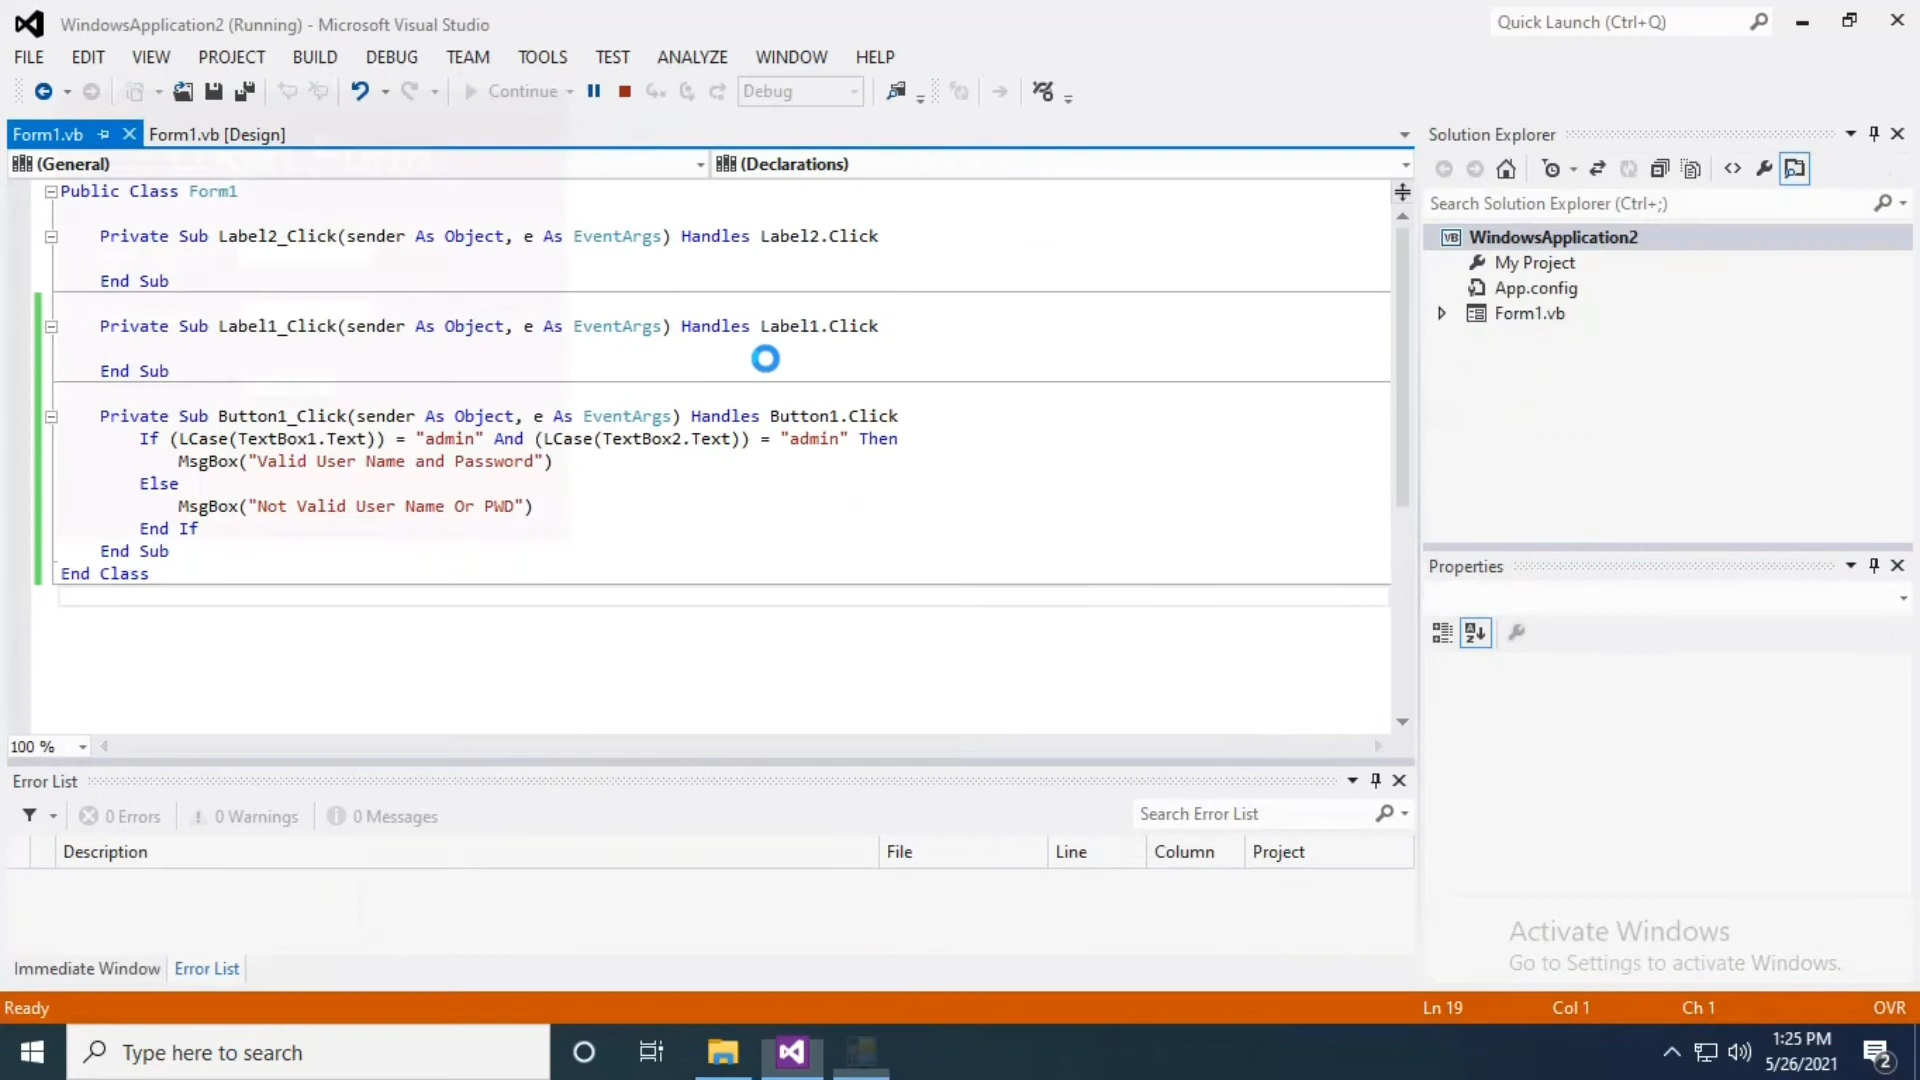 WindowsApplication2 (Running) - Microsoft Visual Studio
Quick Launch (Ctrl+Q)
FILE EDIT VIEW PROJECT BUILD DEBUG TEAM TOOLS TEST ANALYZE WINDOW HELP
Continue Debug
Form1.vb Form1.vb [Design]
(General) (Declarations)
Public Class Form1
Private Sub Label2_Click(sender As Object, e As EventArgs) Handles Label2.Click
End Sub
Private Sub Label1_Click(sender As Object, e As EventArgs) Handles Label1.Click
End Sub
Private Sub Button1_Click(sender As Object, e As EventArgs) Handles Button1.Click
If (LCase(TextBox1.Text)) = "admin" And (LCase(TextBox2.Text)) = "admin" Then
MsgBox("Valid User Name and Password")
Else
MsgBox("Not Valid User Name Or PWD")
End If
End Sub
End Class
100 %
Solution Explorer
Search Solution Explorer (Ctrl+;)
VB WindowsApplication2
My Project
App.config
Form1.vb
Properties
Error List
0 Errors 0 Warnings 0 Messages
Search Error List
Description File Line Column Project
Immediate Window Error List
Activate Windows
Go to Settings to activate Windows.
Ready Ln 19 Col 1 Ch 1 OVR
Type here to search
1:25 PM
5/26/2021
2